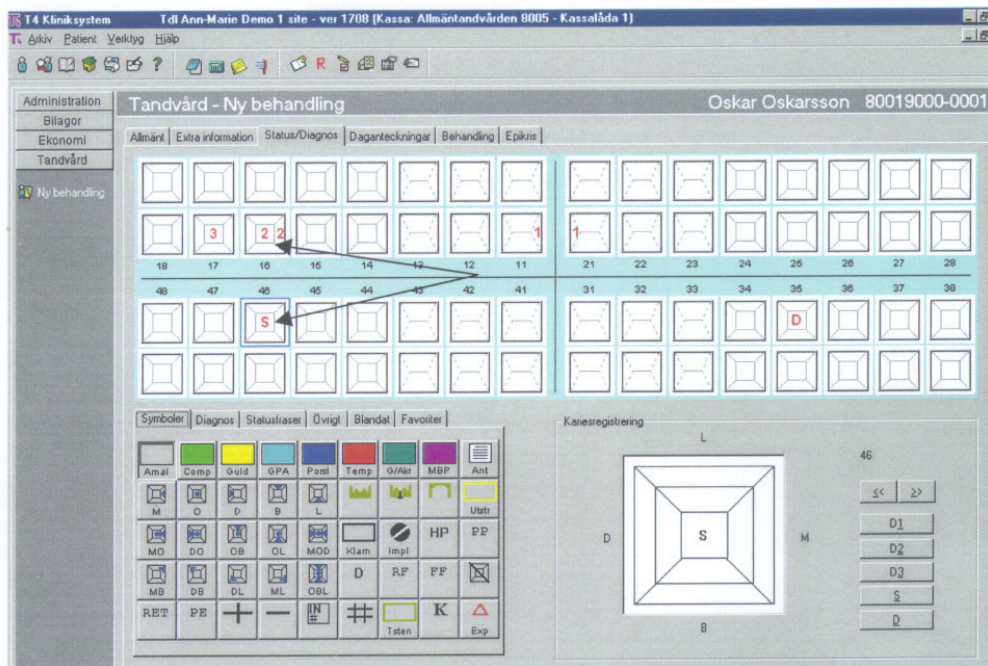 T4 Kliniksystem Tdl Ann-Marie Demo 1 site - ver 1708 (Kassa: Allmäntandvården 8005 - Kassalåda 1)
Arkiv Patient Verktyg Hjälp
R
Administration
Bilagor
Ekonomi
Tandvård
Ny behandling
Tandvård - Ny behandling Oskar Oskarsson 80019000-0001
Allmänt Extra information Status/Diagnos Daganteckningar Behandling Epikris
3 2 2 1 1
18 17 16 15 14 13 12 11 21 22 23 24 25 26 27 28
48 47 46 45 44 43 42 41 31 32 33 34 35 36 37 38
S D
Symboler Diagnos Statusfraser Övrigt Blandat Favoriter
Amal Comp Guld GPA Porsl Temp G/Akr MBP Ant
M O D B L Utstr
MO DO OB OL MOD Klam Impl HP PP
MB DB DL ML OBL D RF FF
RET PE IN # Tsten K Exp
Kariesregistrering
L
46
≤< ≥>
D1
D2
D3
S
D
D S M
B